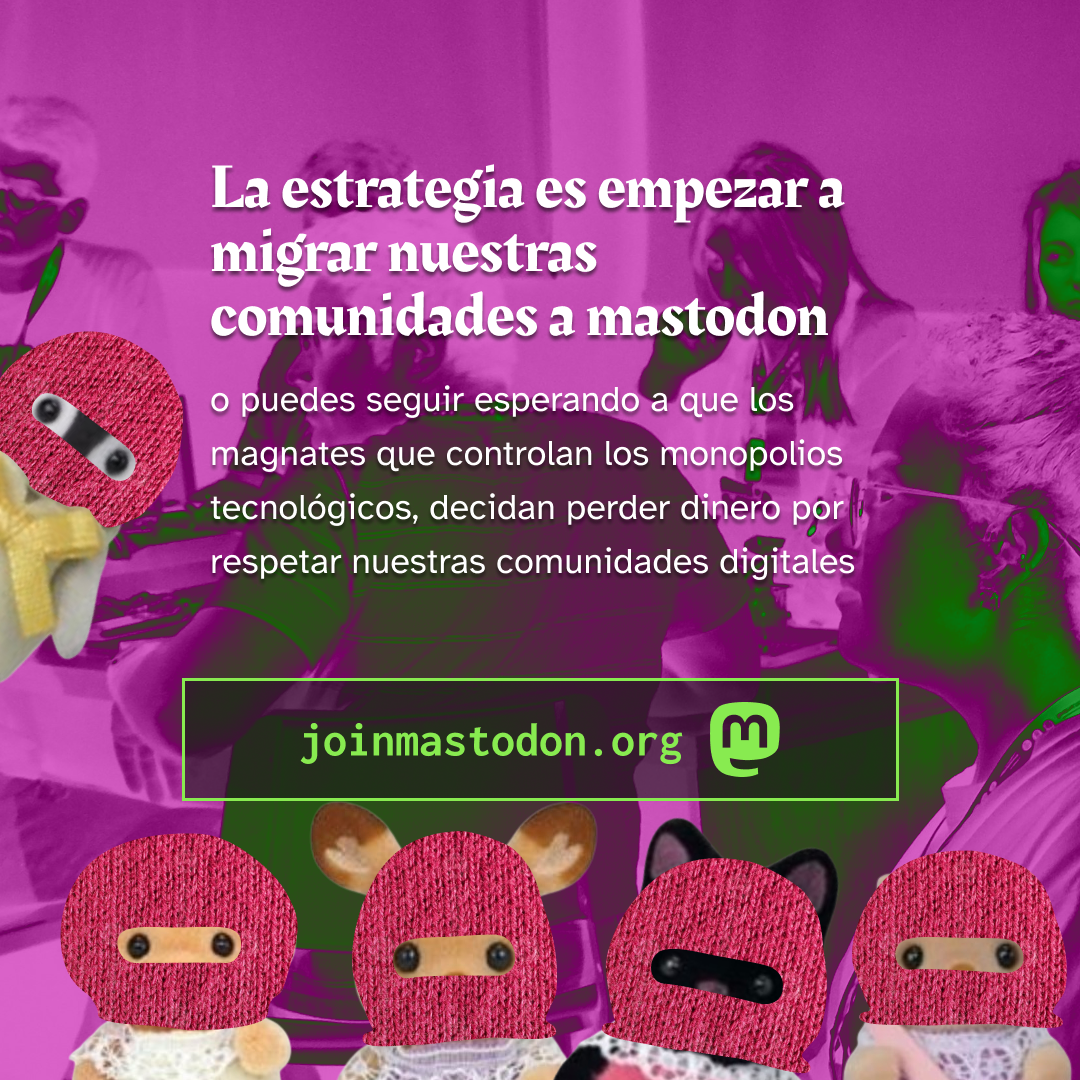 La estrategia es empezar a
migrar nuestras
comunidades a mastodon
o puedes seguir esperando a que los
magnates que controlan los monopolios
tecnológicos, decidan perder dinero por
respetar nuestras comunidades digitales
joinmastodon.org